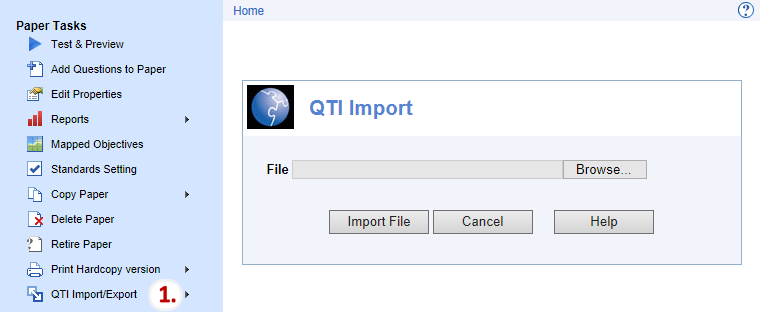 Paper Tasks
Test & Preview
Add Questions to Paper
Edit Properties
Reports
Mapped Objectives
Standards Setting
Copy Paper
Delete Paper
Retire Paper
Print Hardcopy version
QTI Import/Export 1.
Home
?
QTI Import
File Browse...
Import File Cancel Help